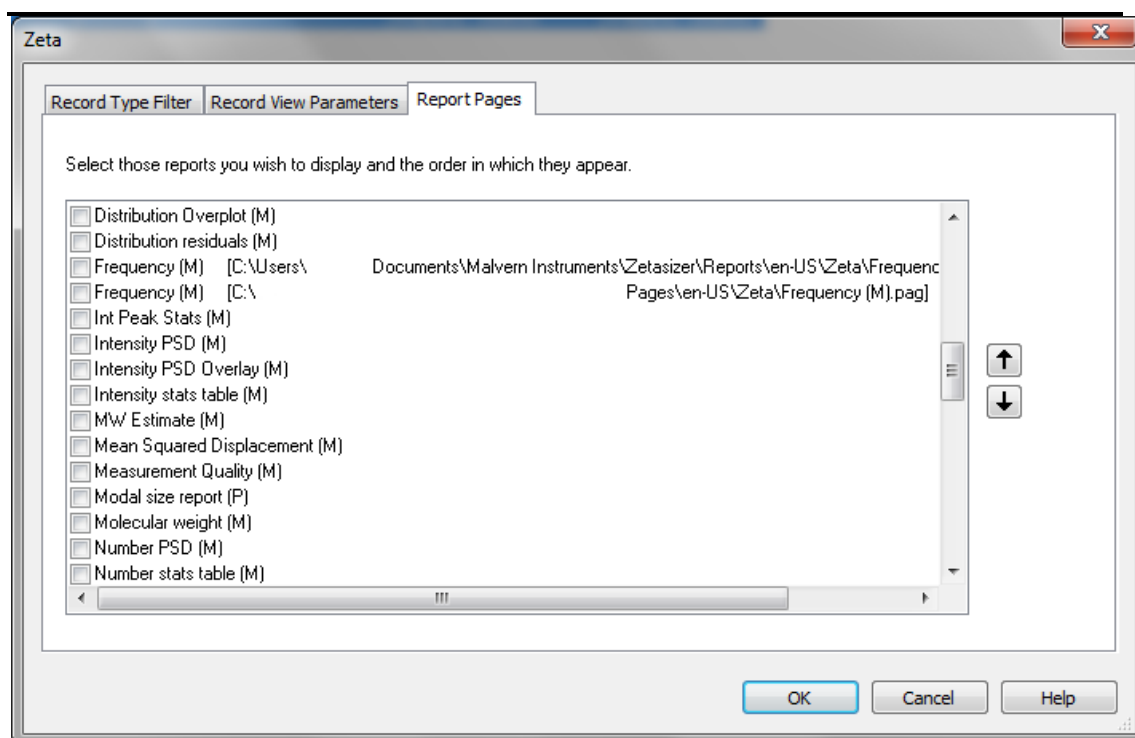 Zeta
Record Type Filter Record View Parameters Report Pages
Select those reports you wish to display and the order in which they appear.
Distribution Overplot (M)
Distribution residuals (M)
Frequency (M) [C:\Users\ Documents\Malvern Instruments\Zetasizer\Reports\en-US\Zeta\Frequenc
Frequency (M) [C:\ Pages\en-US\Zeta\Frequency (M).pag]
Int Peak Stats (M)
Intensity PSD (M)
Intensity PSD Overlay (M)
Intensity stats table (M)
MW Estimate (M)
Mean Squared Displacement (M)
Measurement Quality (M)
Modal size report (P)
Molecular weight (M)
Number PSD (M)
Number stats table (M)
OK Cancel Help